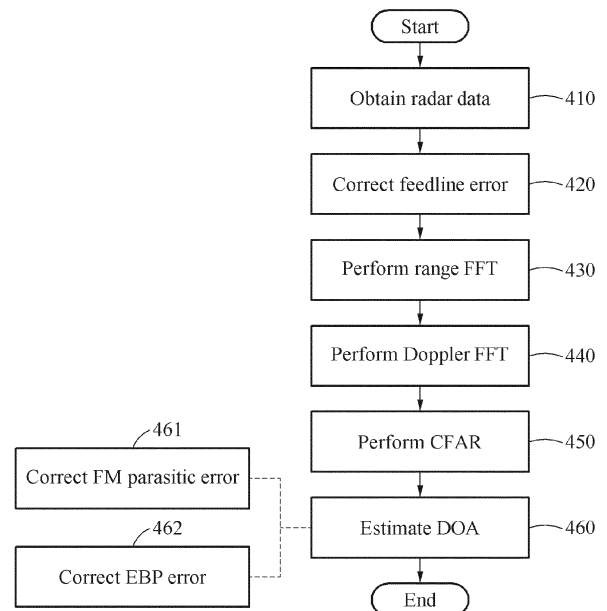 Start
Obtain radar data
410
Correct feedline error
420
Perform range FFT
430
Perform Doppler FFT
440
Perform CFAR
450
461
Correct FM parasitic error
462
Correct EBP error
Estimate DOA
460
End